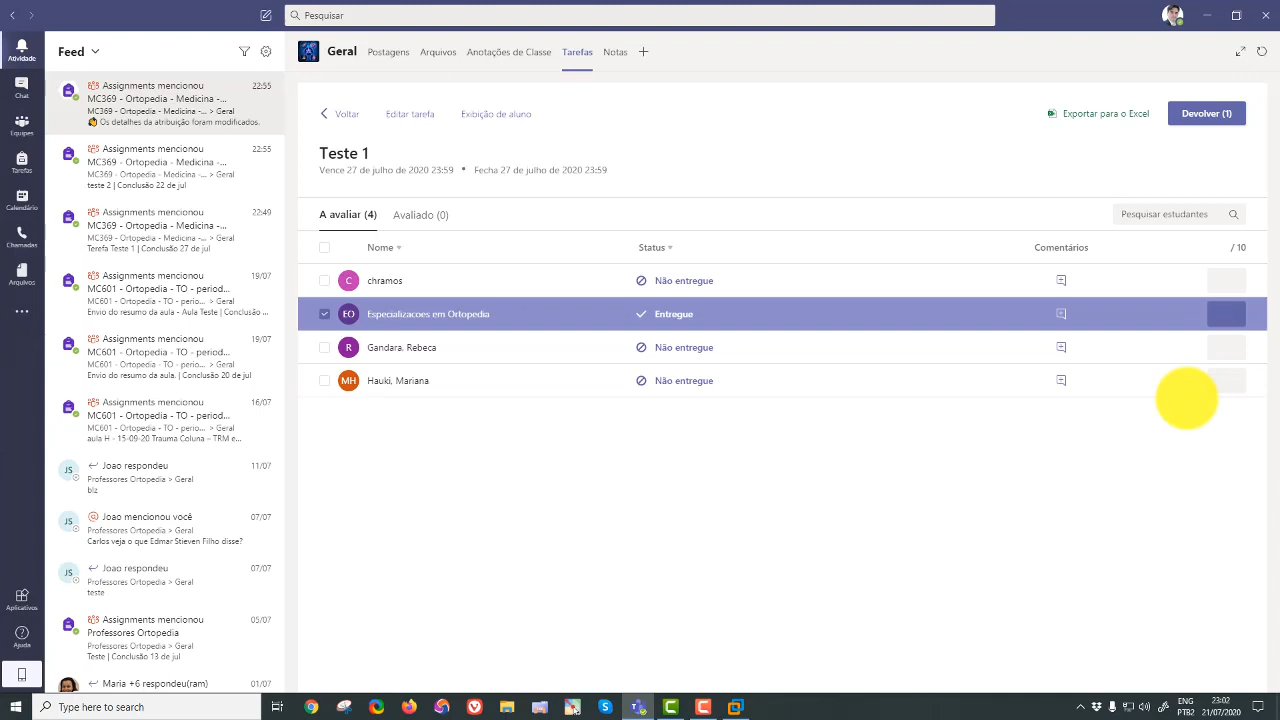 Pesquisar
Atividade
Chat
Equipes
Tarefas
Calendário
Chamadas
Arquivos
Aplicativos
Ajuda
Feed
Assignments mencionou 22:55
MC369 - Ortopedia - Medicina -...
MC369 - Ortopedia - Medicina -... > Geral
Os detalhes da atribuição foram modificados.
Assignments mencionou 22:55
MC369 - Ortopedia - Medicina -...
MC369 - Ortopedia - Medicina -... > Geral
teste 2 | Conclusão 22 de jul
Assignments mencionou 22:49
MC369 - Ortopedia - Medicina -...
MC369 - Ortopedia - Medicina -... > Geral
Terefa Teste 1 | Conclusão 27 de jul
Assignments mencionou 19/07
MC601 - Ortopedia - TO - period...
MC601 - Ortopedia - TO - perio... > Geral
Envio do resumo da aula - Aula Teste | Conclusão ...
Assignments mencionou 19/07
MC601 - Ortopedia - TO - period...
MC601 - Ortopedia - TO - perio... > Geral
Envio do resumo da aula. | Conclusão 20 de jul
Assignments mencionou 16/07
MC601 - Ortopedia - TO - period...
MC601 - Ortopedia - TO - perio... > Geral
aula H - 15-09-20 Trauma Coluna – TRM e...
JS Joao respondeu 11/07
Professores Ortopedia > Geral
blz
JS Joao mencionou você 07/07
Professores Ortopedia > Geral
Carlos veja o que Edmar Stieven Filho disse?
JS Joao respondeu 07/07
Professores Ortopedia > Geral
teste
Assignments mencionou 05/07
Professores Ortopedia
Professores Ortopedia > Geral
Teste | Conclusão 13 de jul
Maria +6 respondeu(ram) 01/07
Geral Postagens Arquivos Anotações de Classe Tarefas Notas
Voltar Editar tarefa Exibição de aluno Exportar para o Excel Devolver (1)
Teste 1
Vence 27 de julho de 2020 23:59 • Fecha 27 de julho de 2020 23:59
A avaliar (4) Avaliado (0) Pesquisar estudantes
Nome Status Comentários / 10
C chramos Não entregue
EO Especializacoes em Ortopedia Entregue
R Gandara, Rebeca Não entregue
MH Hauki, Mariana Não entregue
Type here to search
ENG
PTB2
23:02
21/07/2020